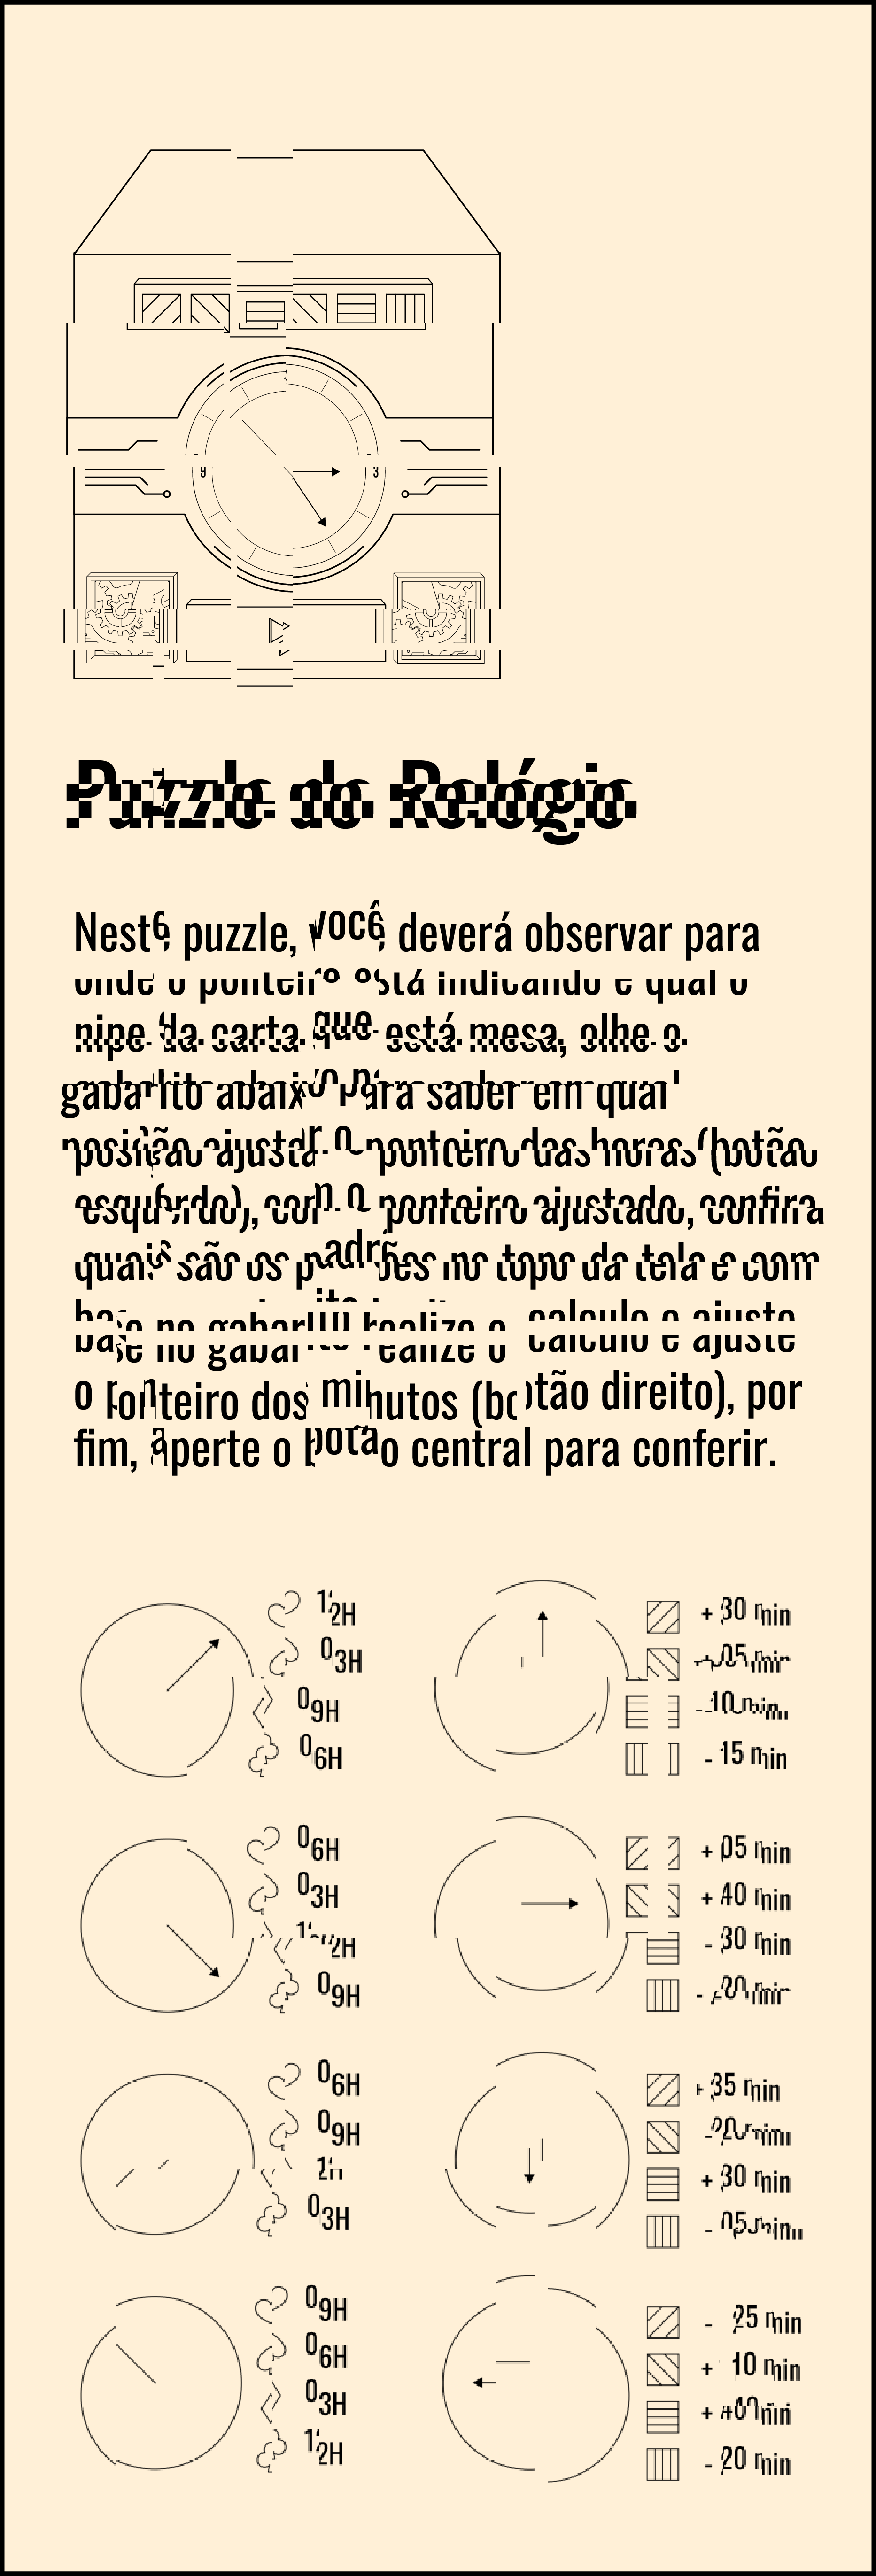 9 3
Puzzle do Relógio
Neste puzzle, você deverá observar para
onde o ponteiro está indicando e qual o
nipe da carta que está mesa, olhe o
gabarito abaixo para saber em qual
posição ajustar o ponteiro das horas (botão
esquerdo), com o ponteiro ajustado, confira
quais são os padrões no topo da tela e com
base no gabarito realize o calculo e ajuste
o ponteiro dos minutos (botão direito), por
fim, aperte o botão central para conferir.
12H
03H
09H
06H
+ 30 min
+ 05 min
- 10 min
- 15 min
06H
03H
12H
09H
+ 05 min
+ 40 min
- 30 min
- 20 min
06H
09H
03H
+ 35 min
- 20 min
+ 30 min
- 05 min
09H
06H
03H
12H
- 25 min
+ 10 min
+ 40 min
- 20 min